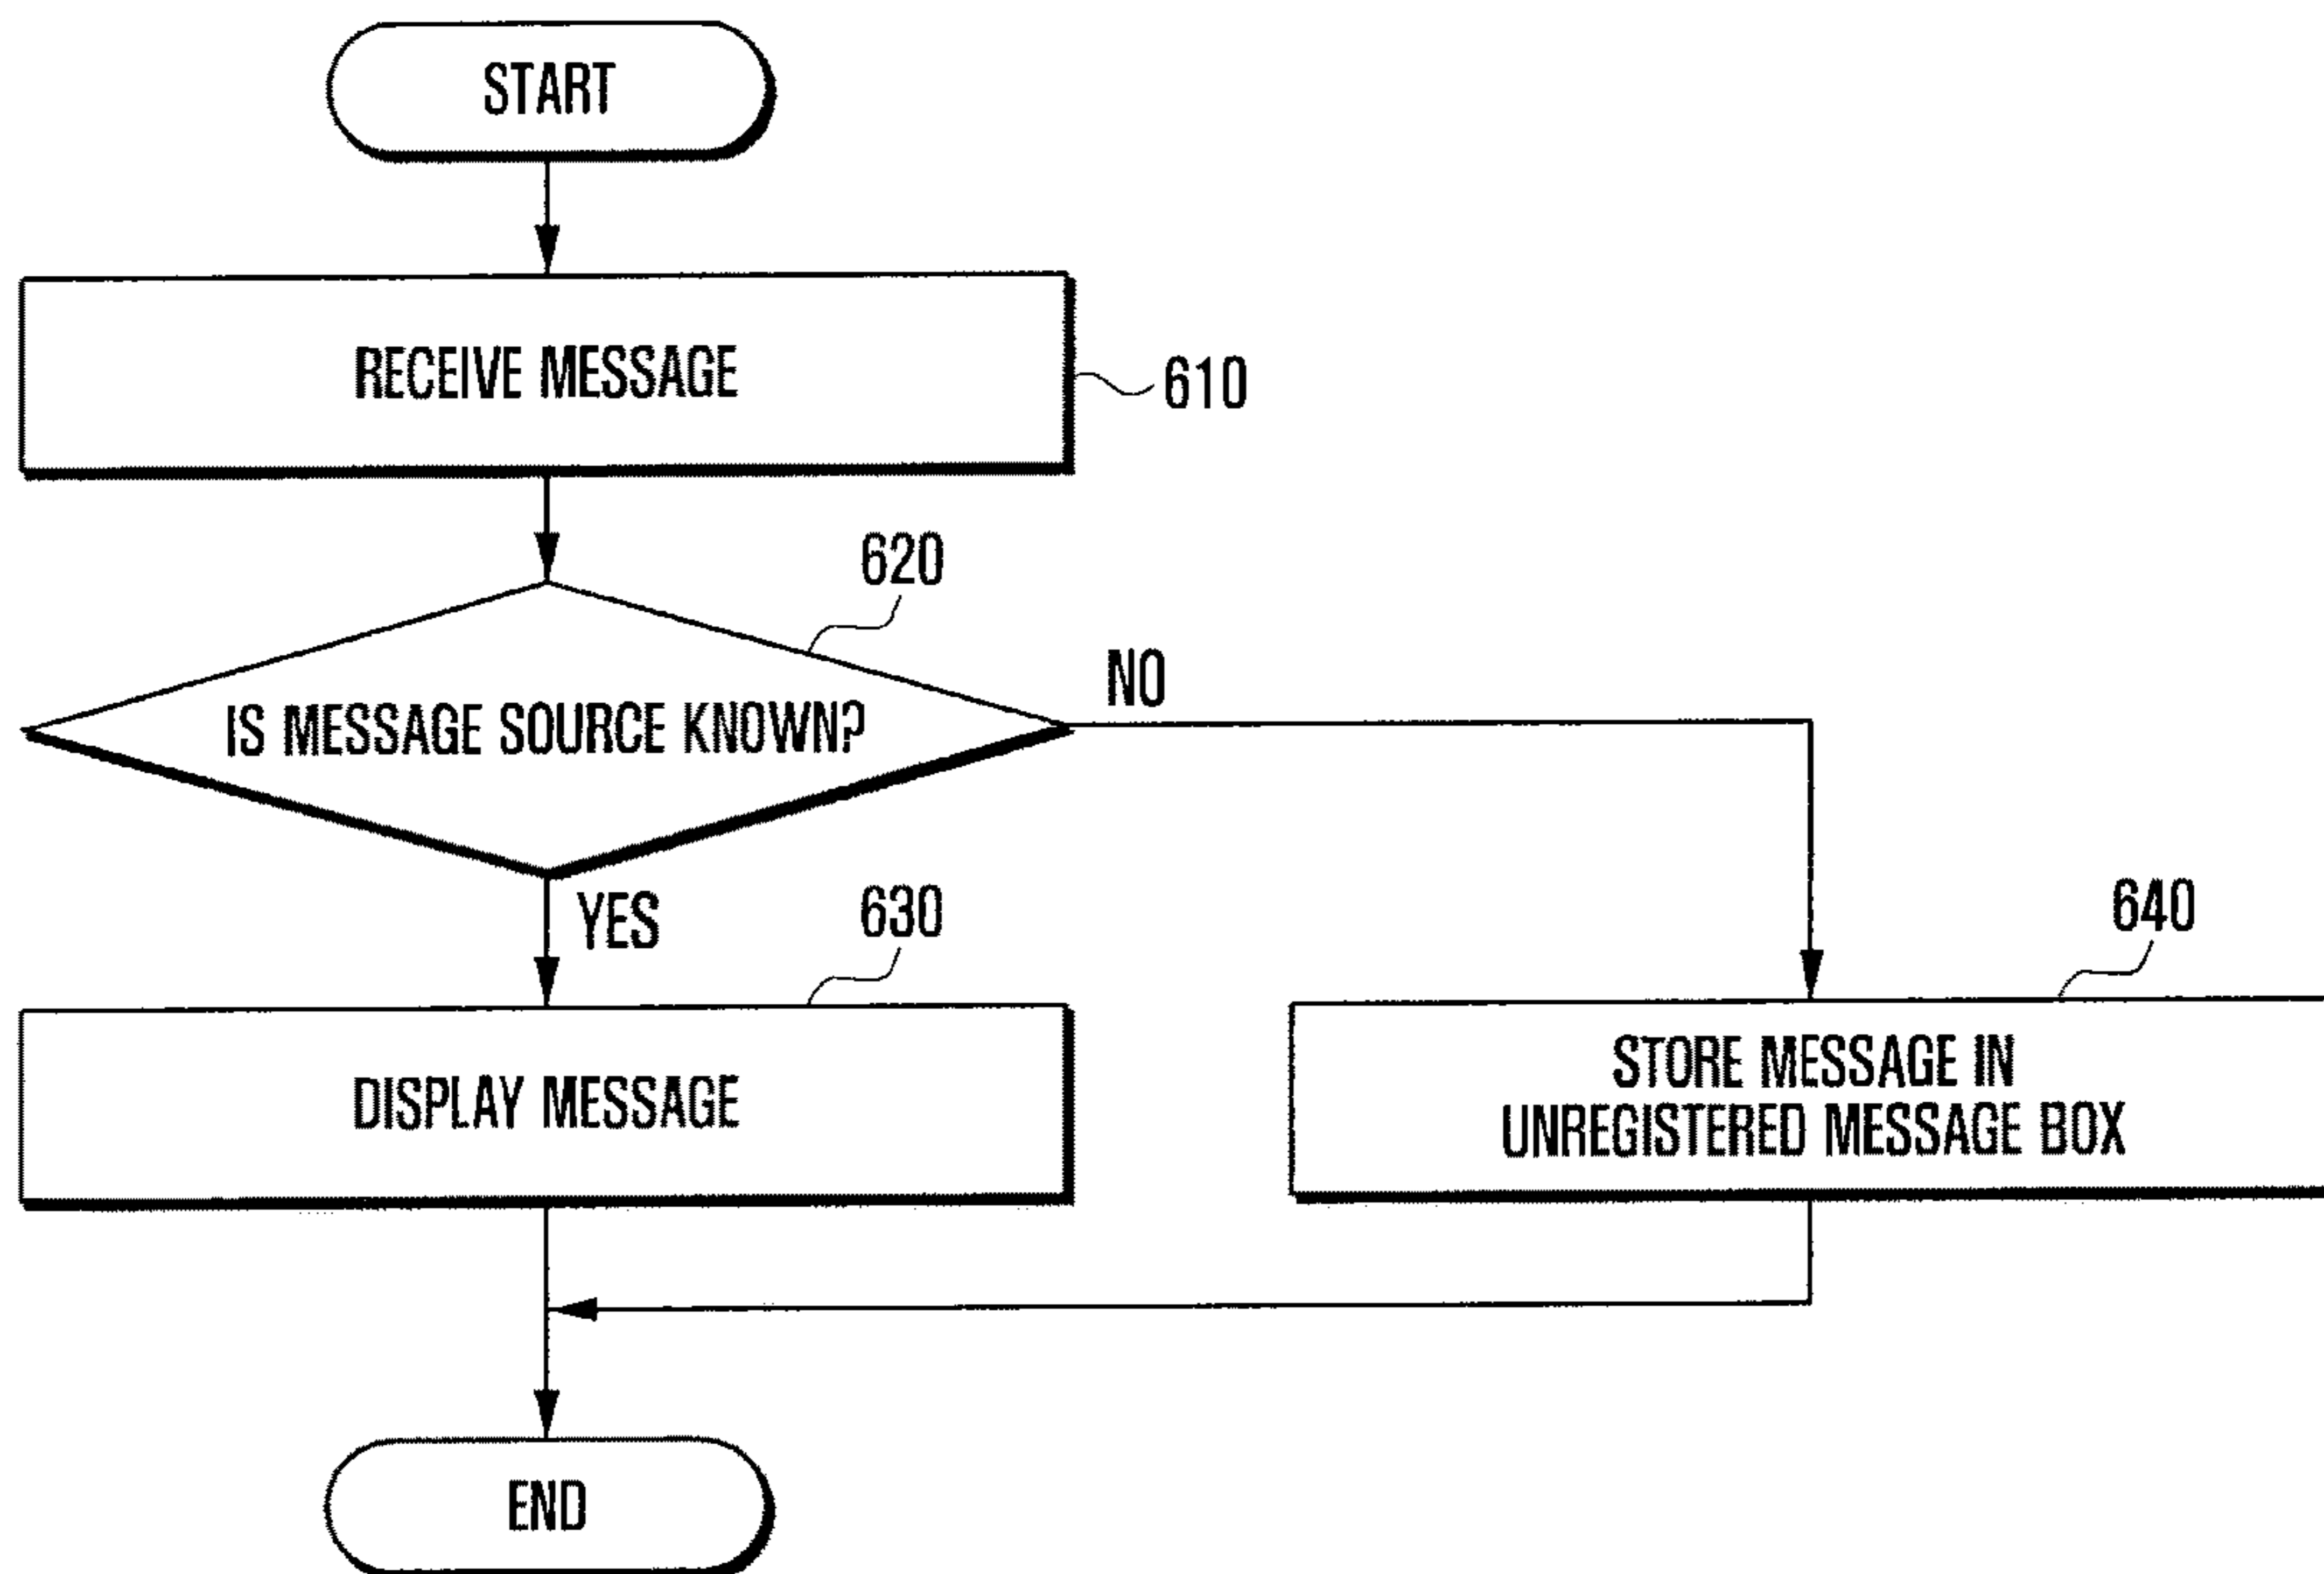 START
RECEIVE MESSAGE
610
620
IS MESSAGE SOURCE KNOWN?
NO
YES
630
640
DISPLAY MESSAGE
STORE MESSAGE IN
UNREGISTERED MESSAGE BOX
END